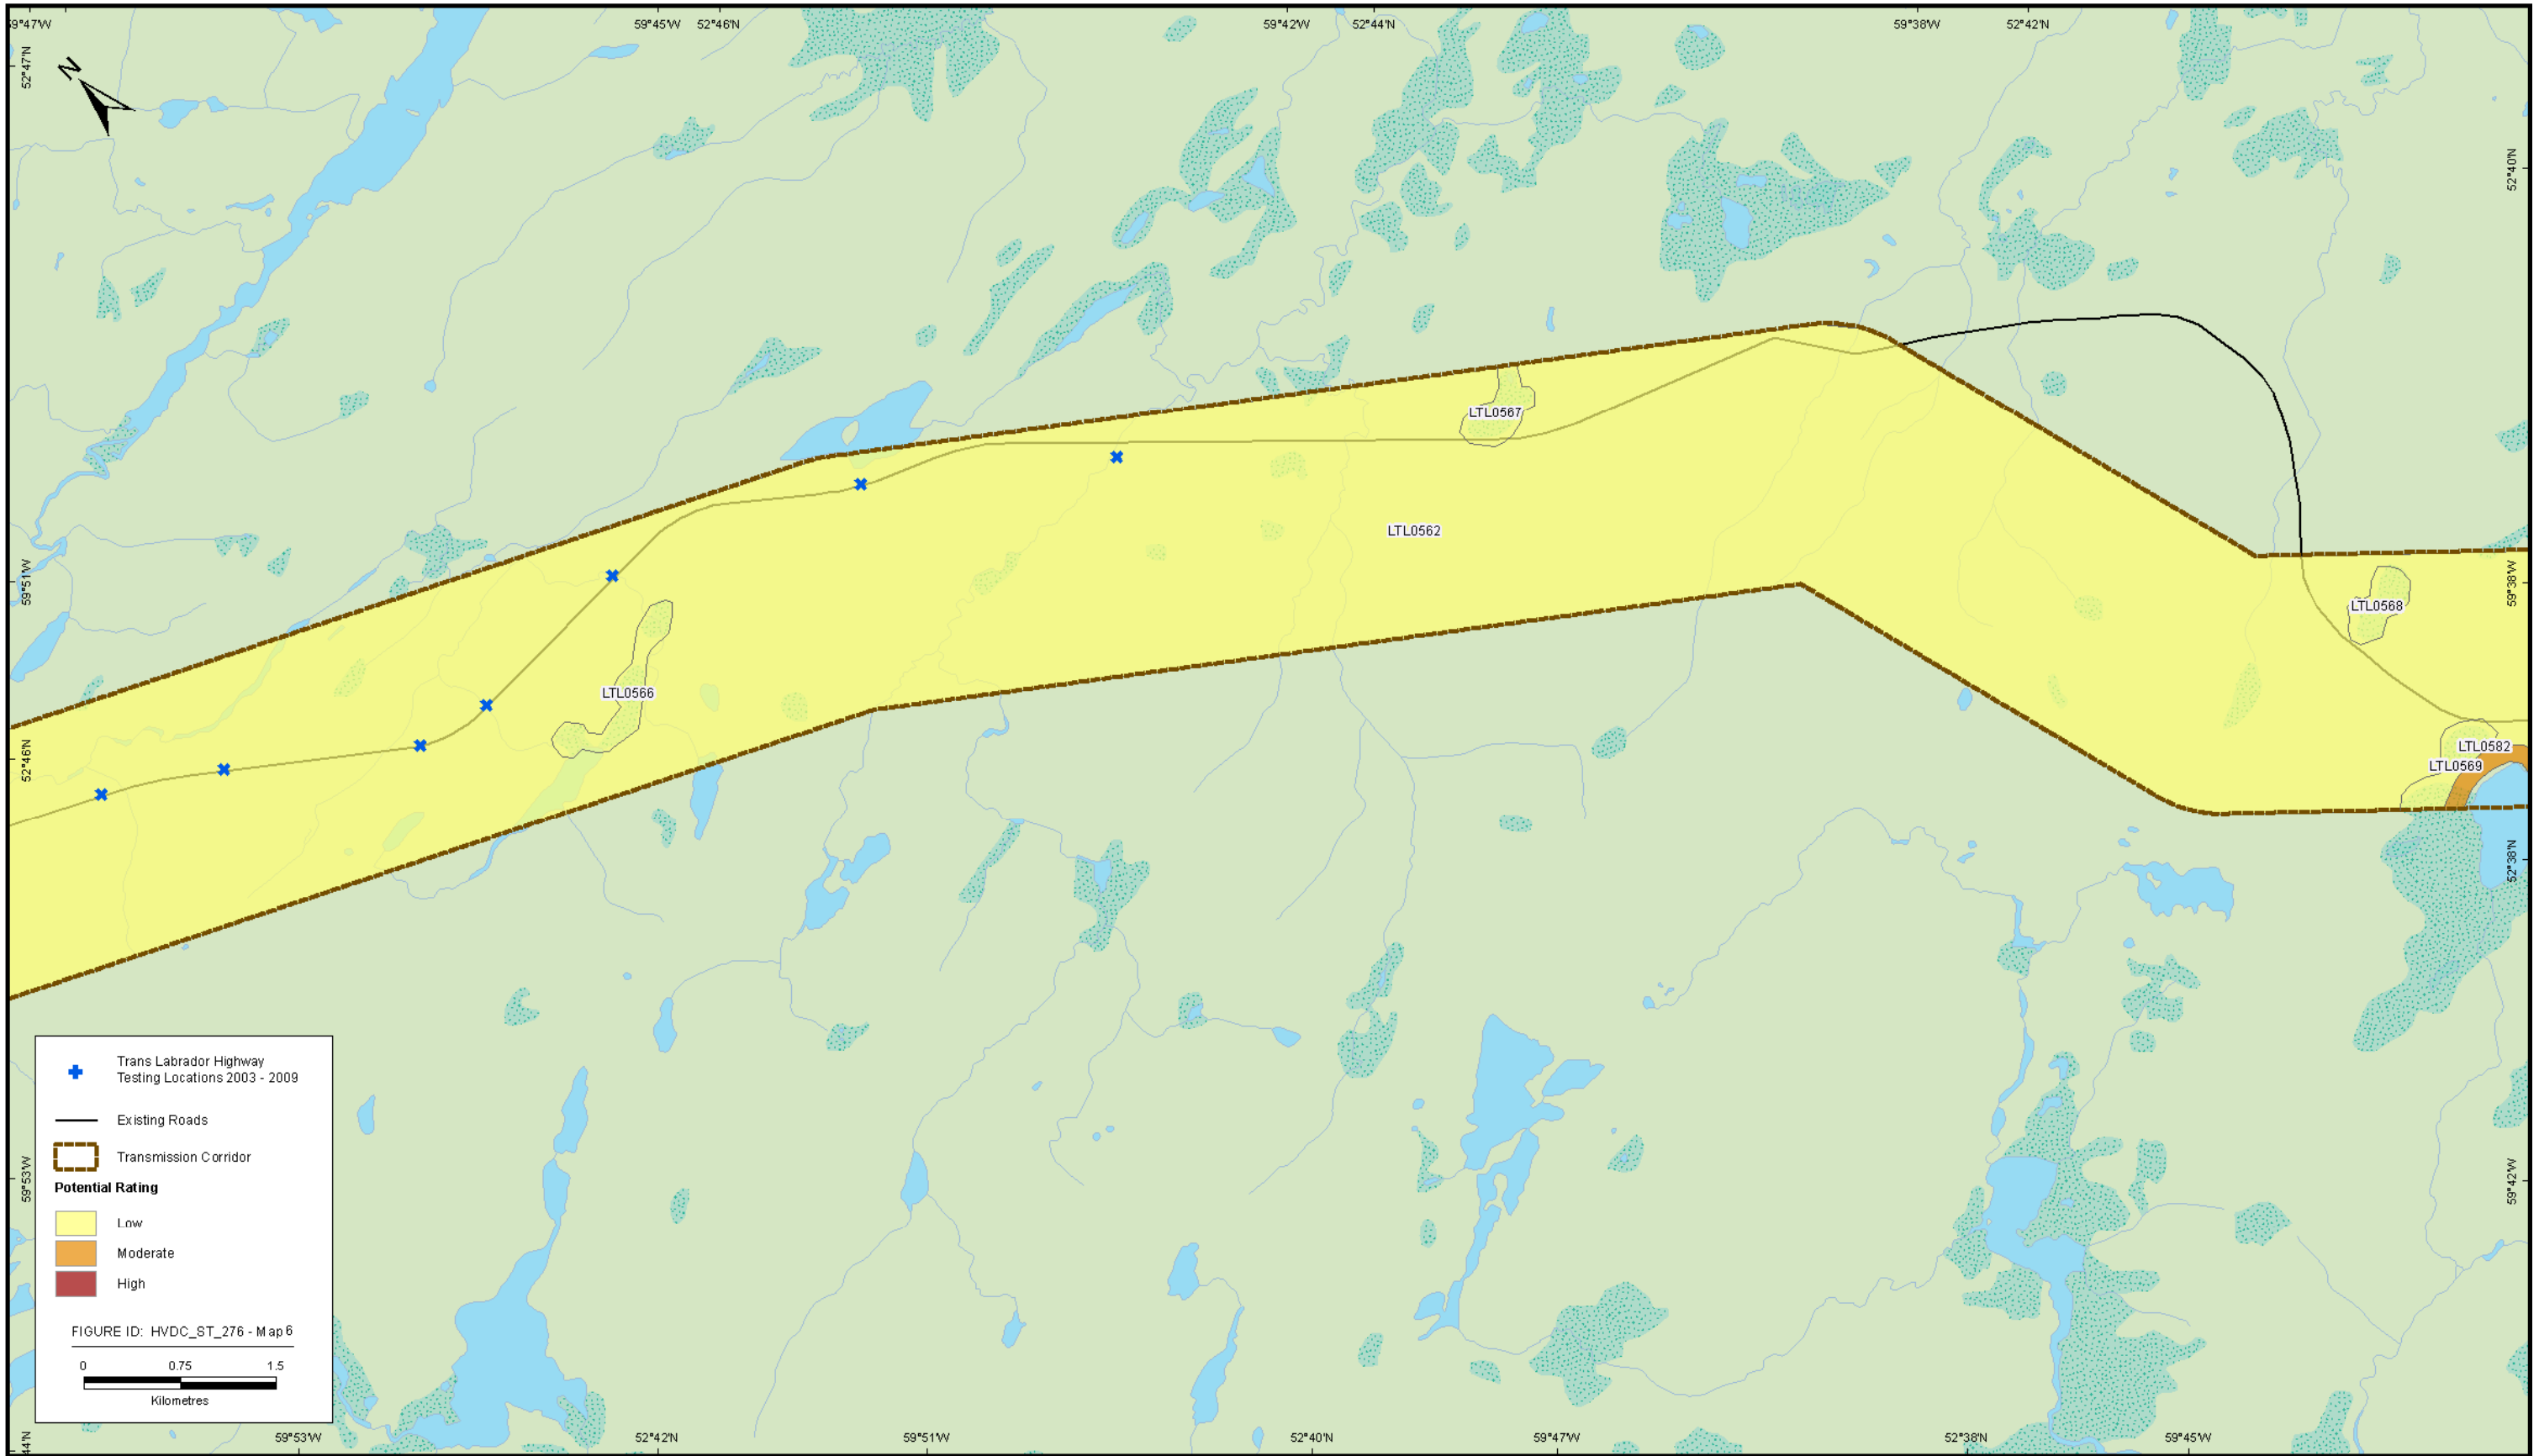 59°47'W
59°45'W
52°46'N
59°42'W
52°44'N
59°38'W
52°42'N
52°47'N
N
52°40'N
LTL0567
LTL0562
59°51'W
59°38'W
LTL0568
LTL0566
52°46'N
LTL0582
LTL0569
52°38'N
Trans Labrador Highway
Testing Locations 2003 - 2009
Existing Roads
Transmission Corridor
59°53'W
59°42'W
Potential Rating
Low
Moderate
High
FIGURE ID: HVDC_ST_276 - Map 6
0 0.75 1.5
Kilometres
44'N
59°53'W
52°42'N
59°51'W
52°40'N
59°47'W
52°38'N
59°45'W